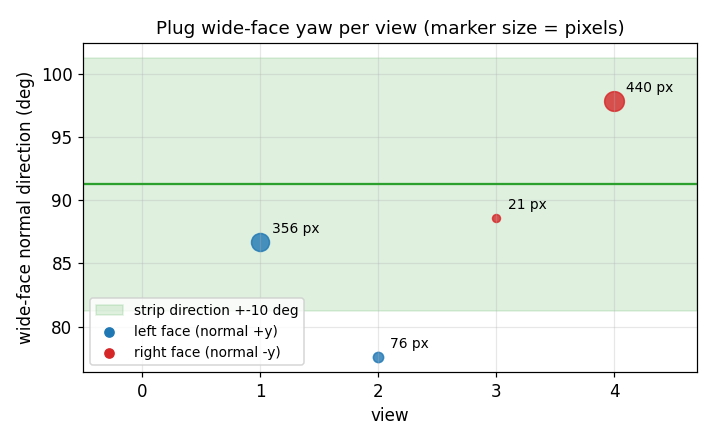 Plug wide-face yaw per view (marker size = pixels)
wide-face normal direction (deg)
100
95
90
85
80
440 px
21 px
356 px
76 px
strip direction +-10 deg
left face (normal +y)
right face (normal -y)
0 1 2 3 4
view